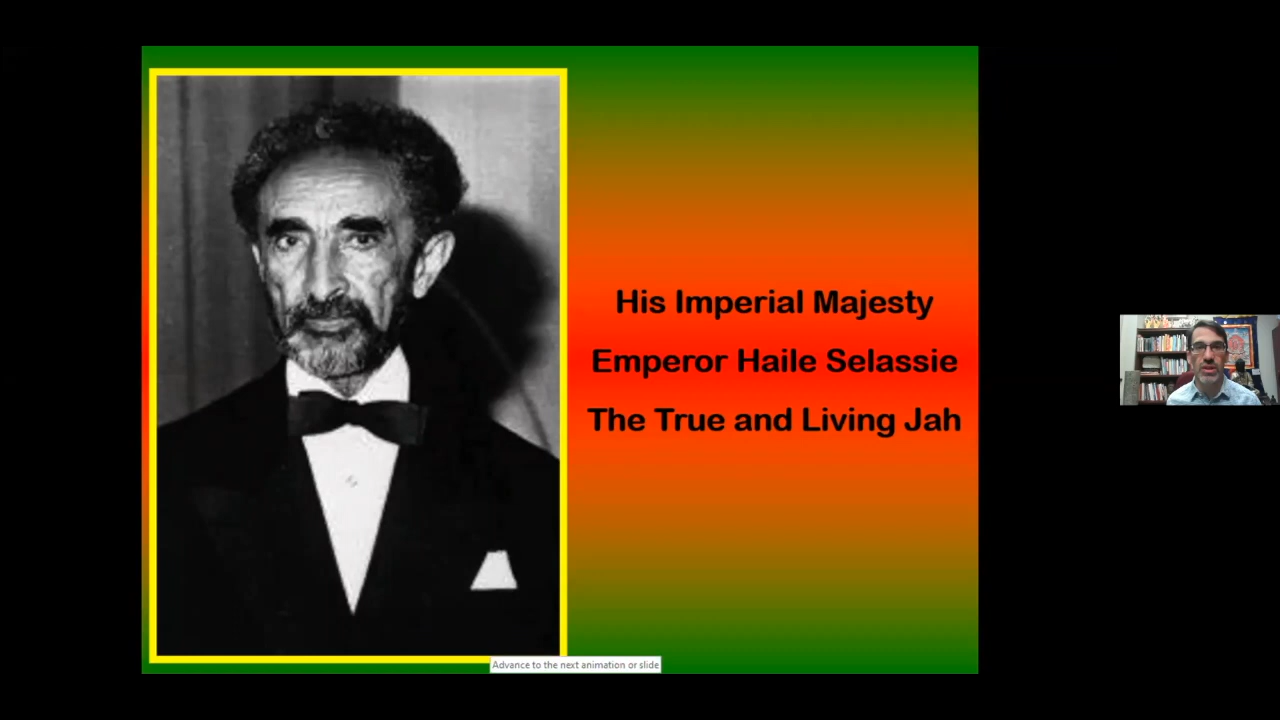 His Imperial Majesty
Emperor Haile Selassie
The True and Living Jah
Advance to the next animation or slide